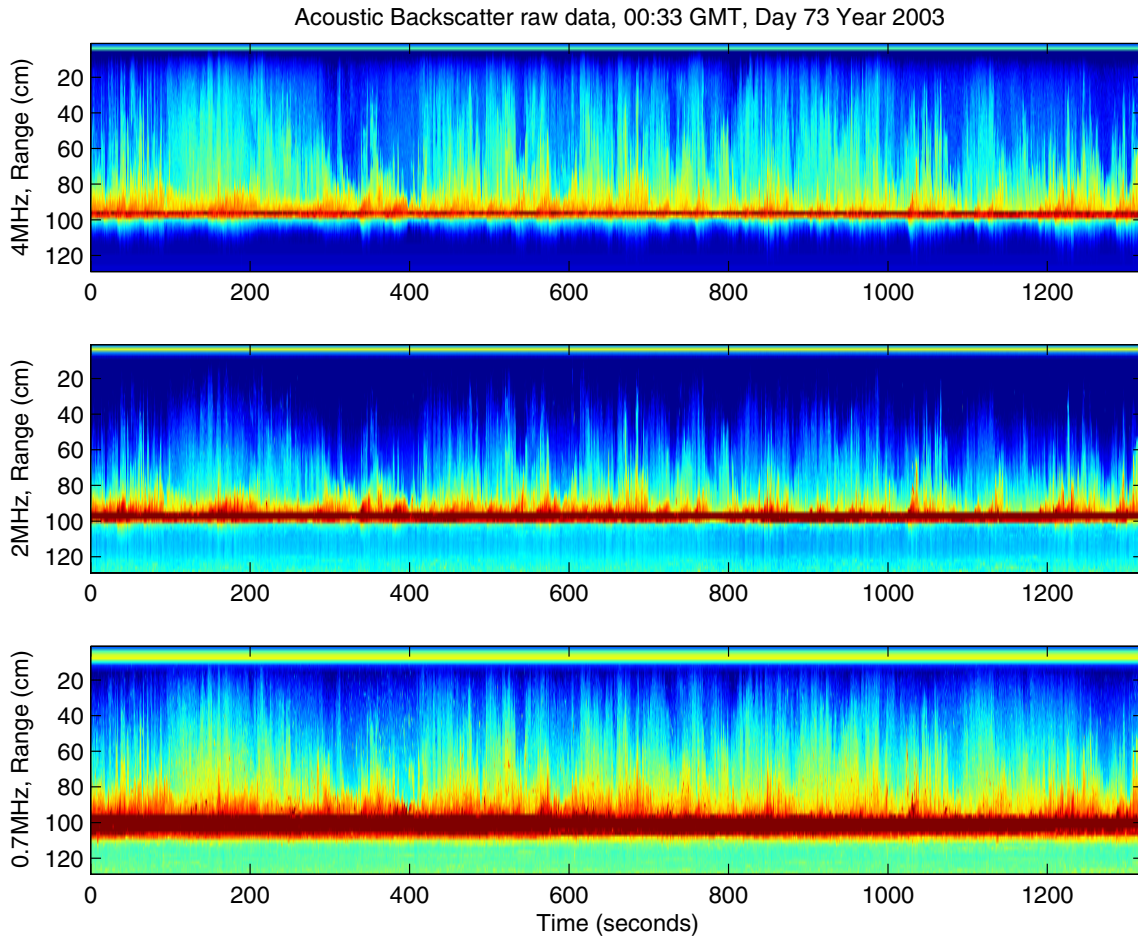 Acoustic Backscatter raw data, 00:33 GMT, Day 73 Year 2003
4MHz, Range (cm)
20
40
60
80
100
120
0 200 400 600 800 1000 1200
2MHz, Range (cm)
20
40
60
80
100
120
0 200 400 600 800 1000 1200
0.7MHz, Range (cm)
20
40
60
80
100
120
0 200 400 600 800 1000 1200
Time (seconds)